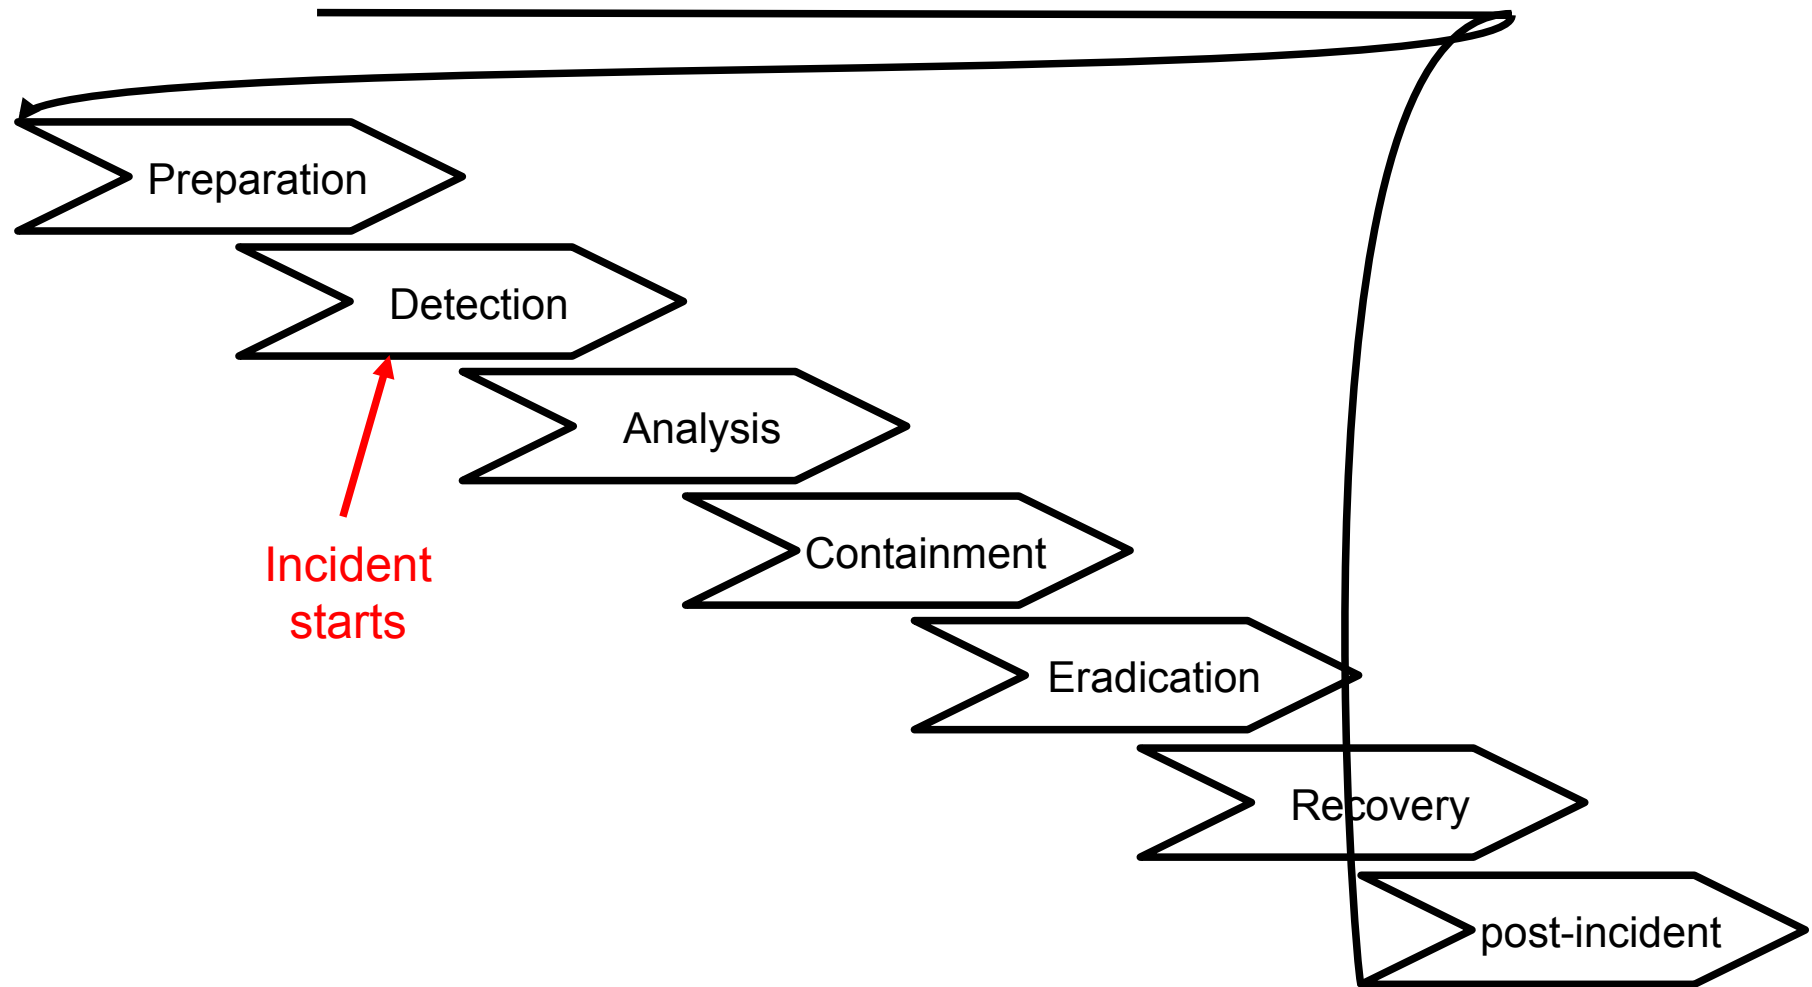 Preparation
Detection
Analysis
Containment
Incident
starts
Eradication
Recovery
post-incident